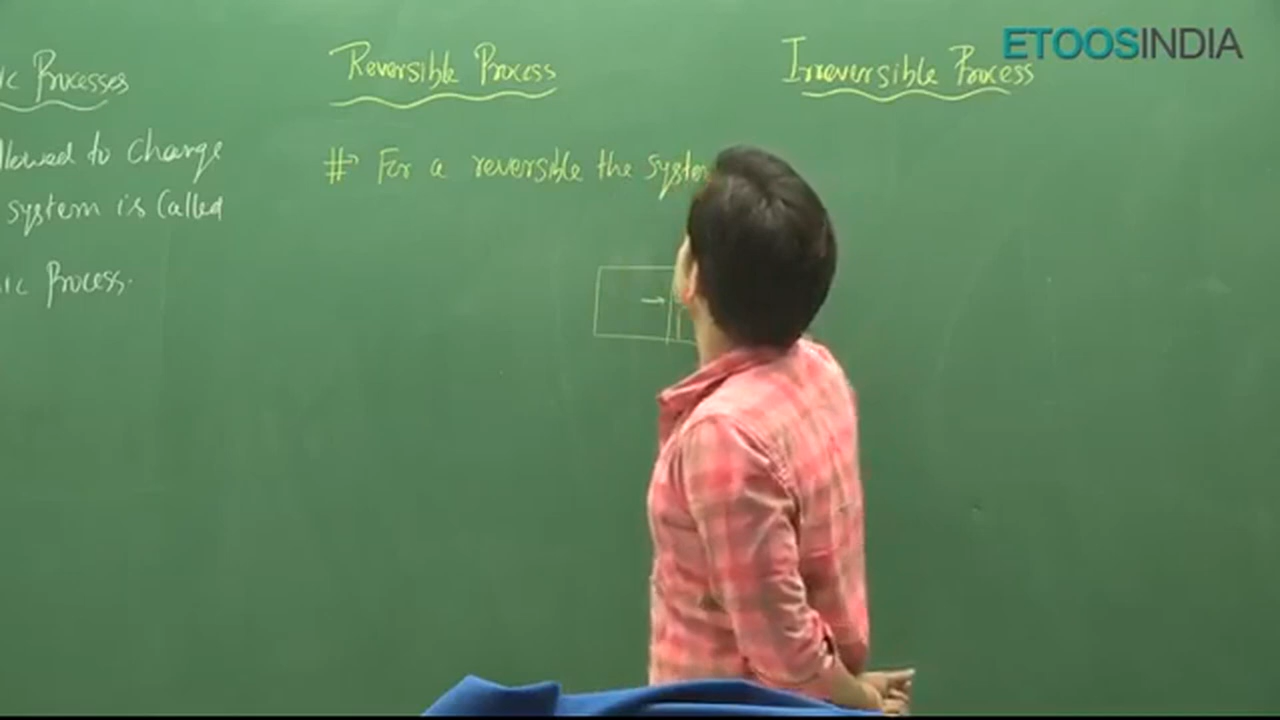 ETOOSINDIA
ic Processes
llowed to change
system is Called
ic Process.
Reversible Process
# For a reversible the system
Irreversible Process